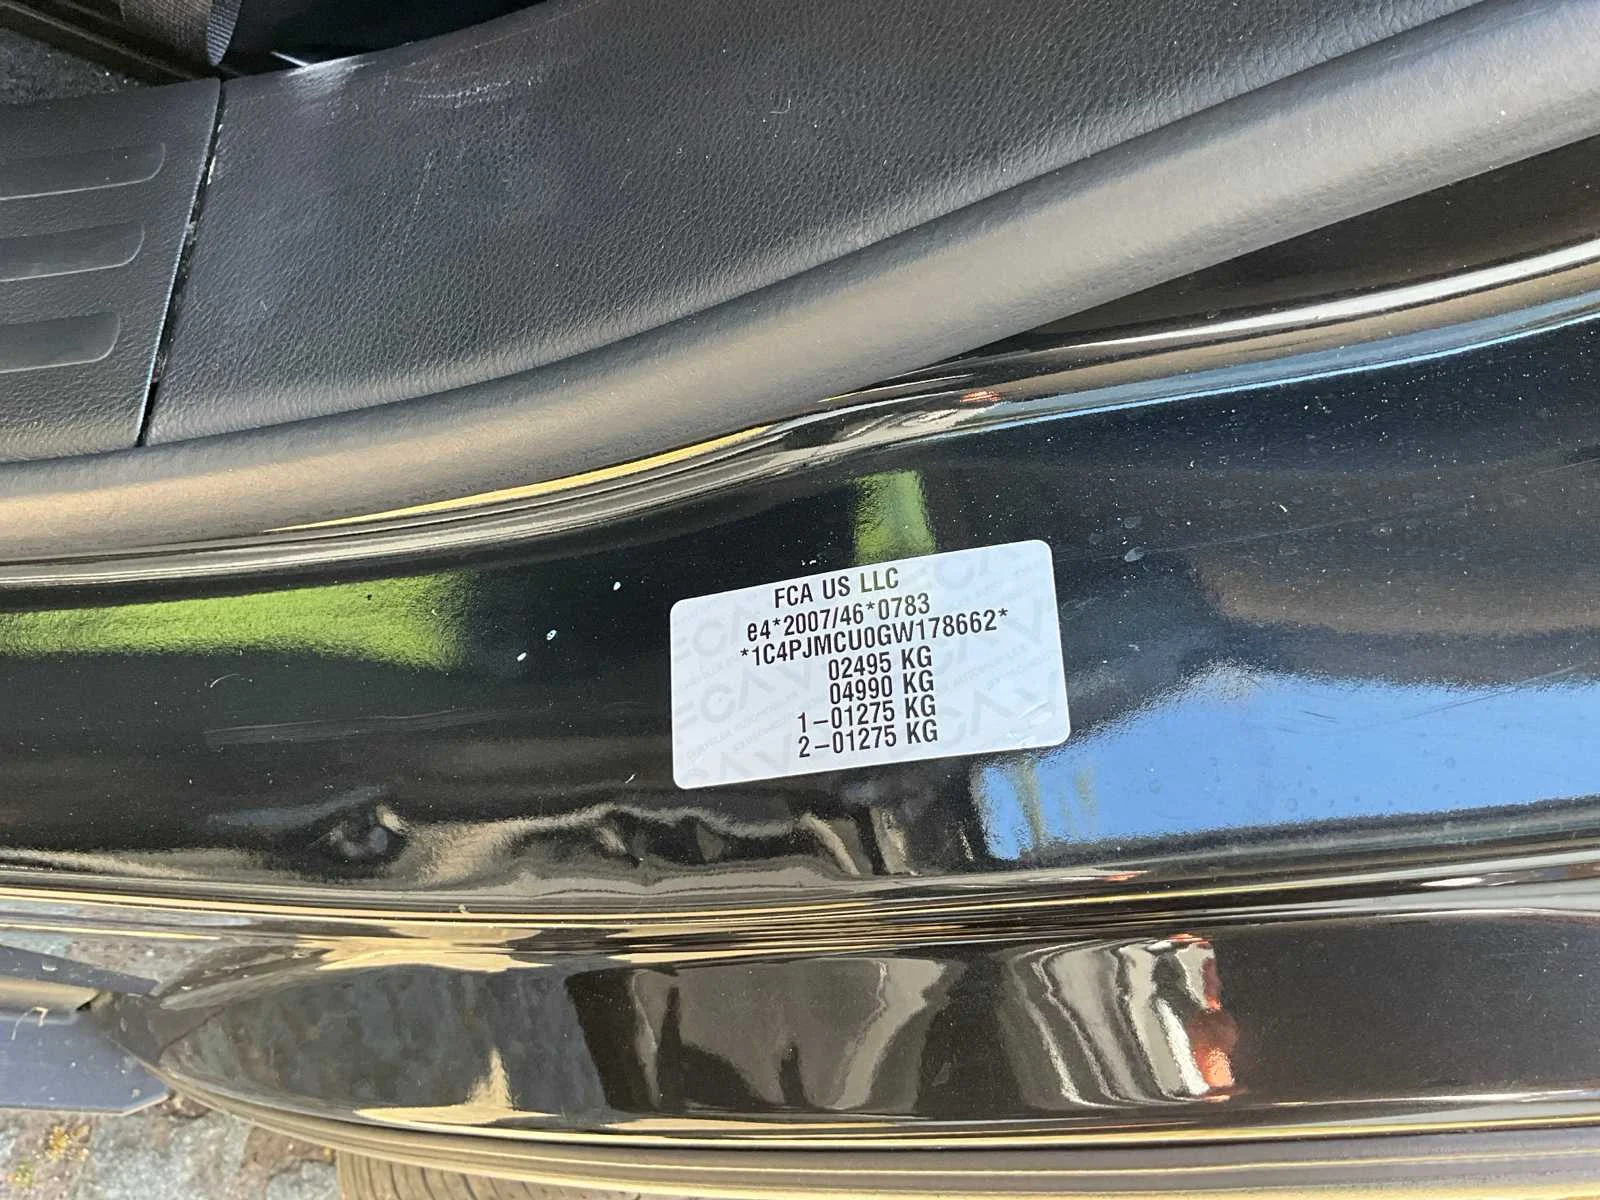 FCA US LLC
e4*2007/46*0783
*1C4PJMCU0GW178662*
02495 KG
04990 KG
1-01275 KG
2-01275 KG